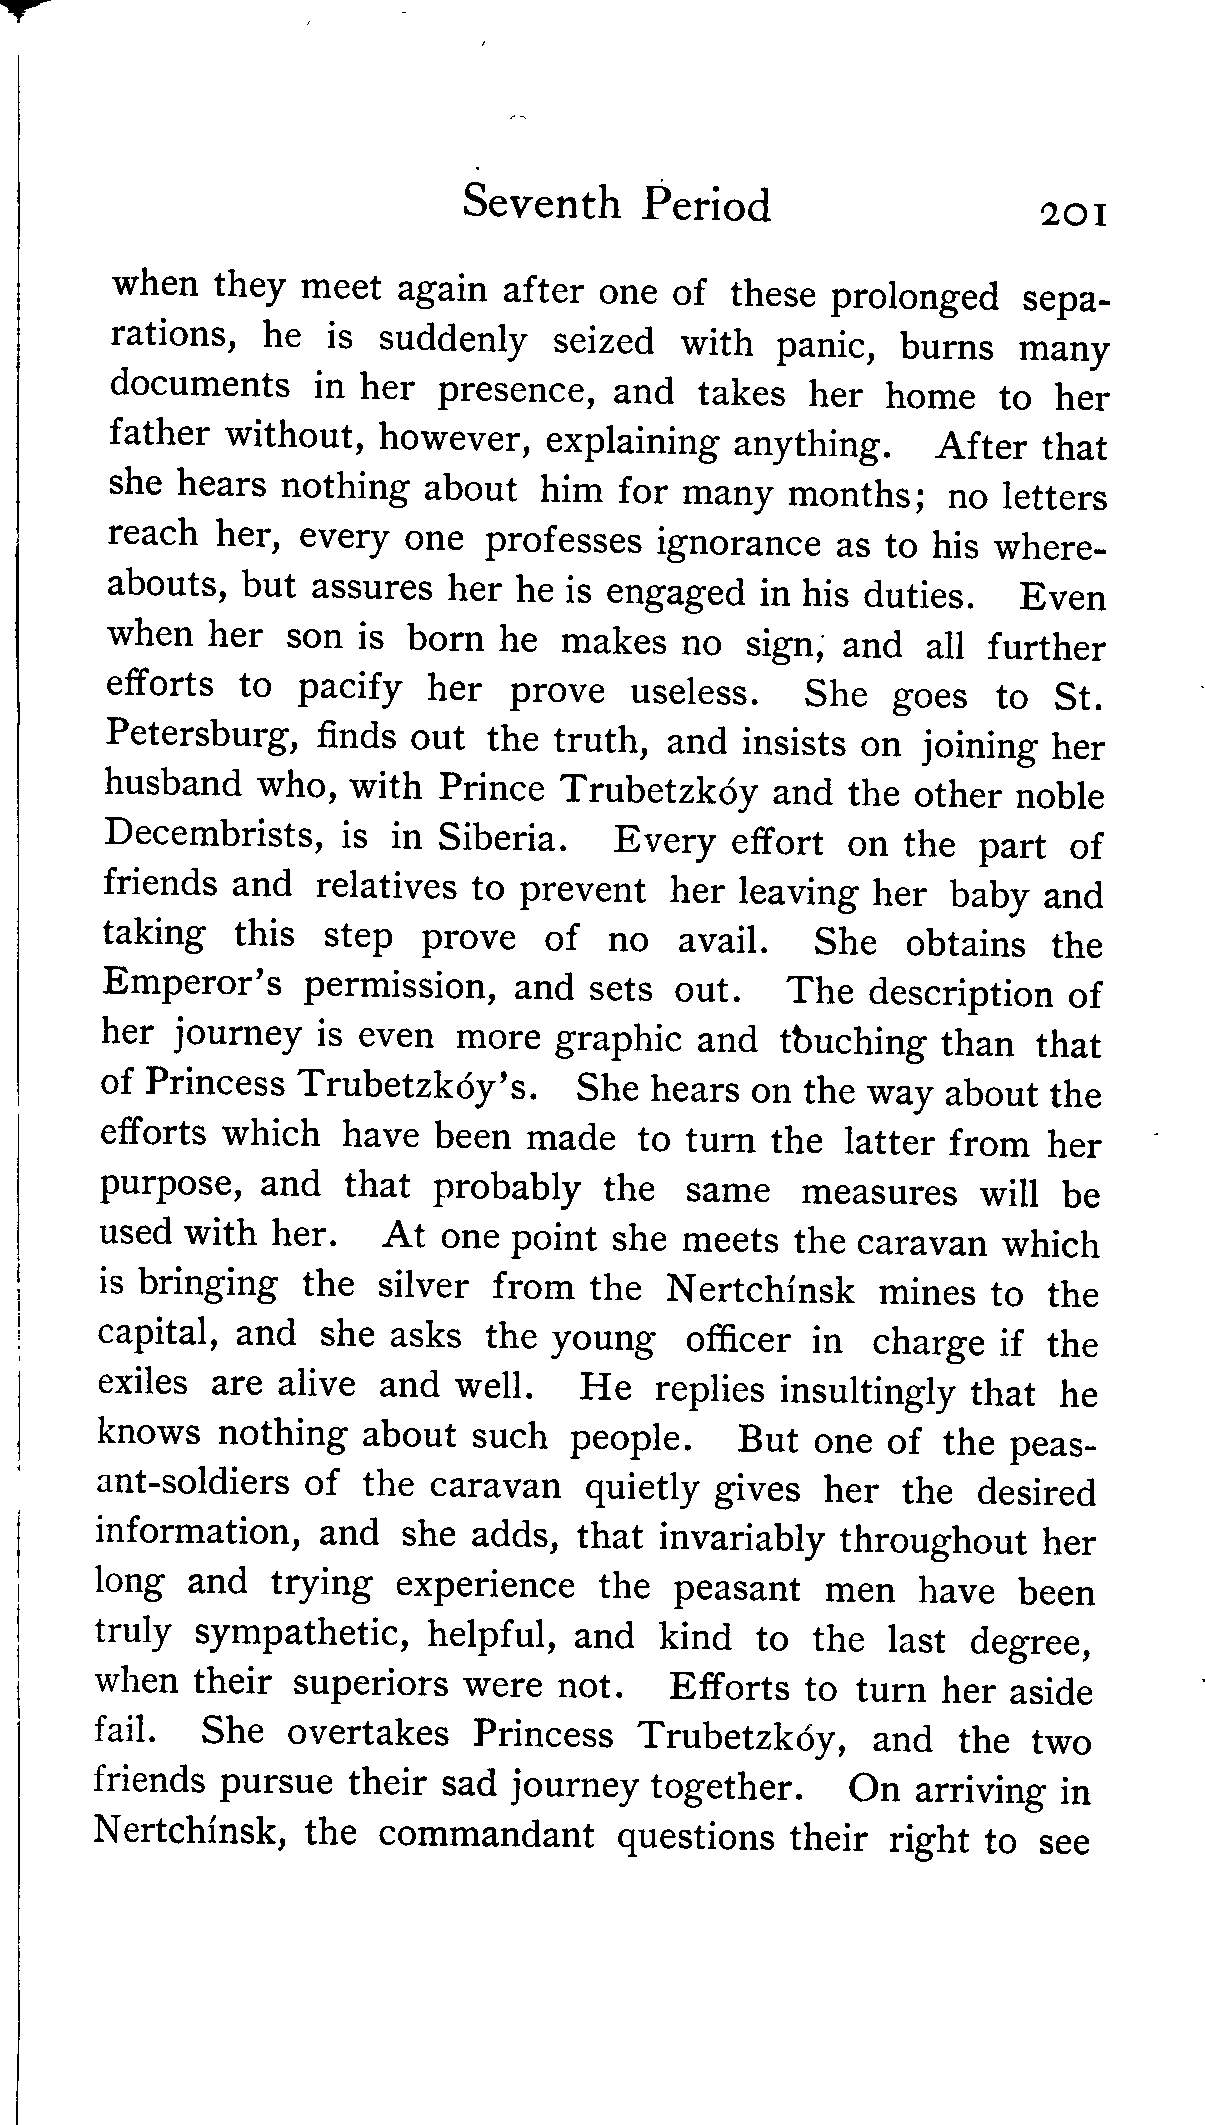 Seventh Period 201
when they meet again after one of these prolonged sepa-
rations, he is suddenly seized with panic, burns many
documents in her presence, and takes her home to her
father without, however, explaining anything. After that
she hears nothing about him for many months; no letters
reach her, every one professes ignorance as to his where-
abouts, but assures her he is engaged in his duties. Even
when her son is born he makes no sign, and all further
efforts to pacify her prove useless. She goes to St.
Petersburg, finds out the truth, and insists on joining her
husband who, with Prince Trubetzkóy and the other noble
Decembrists, is in Siberia. Every effort on the part of
friends and relatives to prevent her leaving her baby and
taking this step prove of no avail. She obtains the
Emperor's permission, and sets out. The description of
her journey is even more graphic and touching than that
of Princess Trubetzkóy's. She hears on the way about the
efforts which have been made to turn the latter from her
purpose, and that probably the same measures will be
used with her. At one point she meets the caravan which
is bringing the silver from the Nertchínsk mines to the
capital, and she asks the young officer in charge if the
exiles are alive and well. He replies insultingly that he
knows nothing about such people. But one of the peas-
ant-soldiers of the caravan quietly gives her the desired
information, and she adds, that invariably throughout her
long and trying experience the peasant men have been
truly sympathetic, helpful, and kind to the last degree,
when their superiors were not. Efforts to turn her aside
fail. She overtakes Princess Trubetzkóy, and the two
friends pursue their sad journey together. On arriving in
Nertchínsk, the commandant questions their right to see